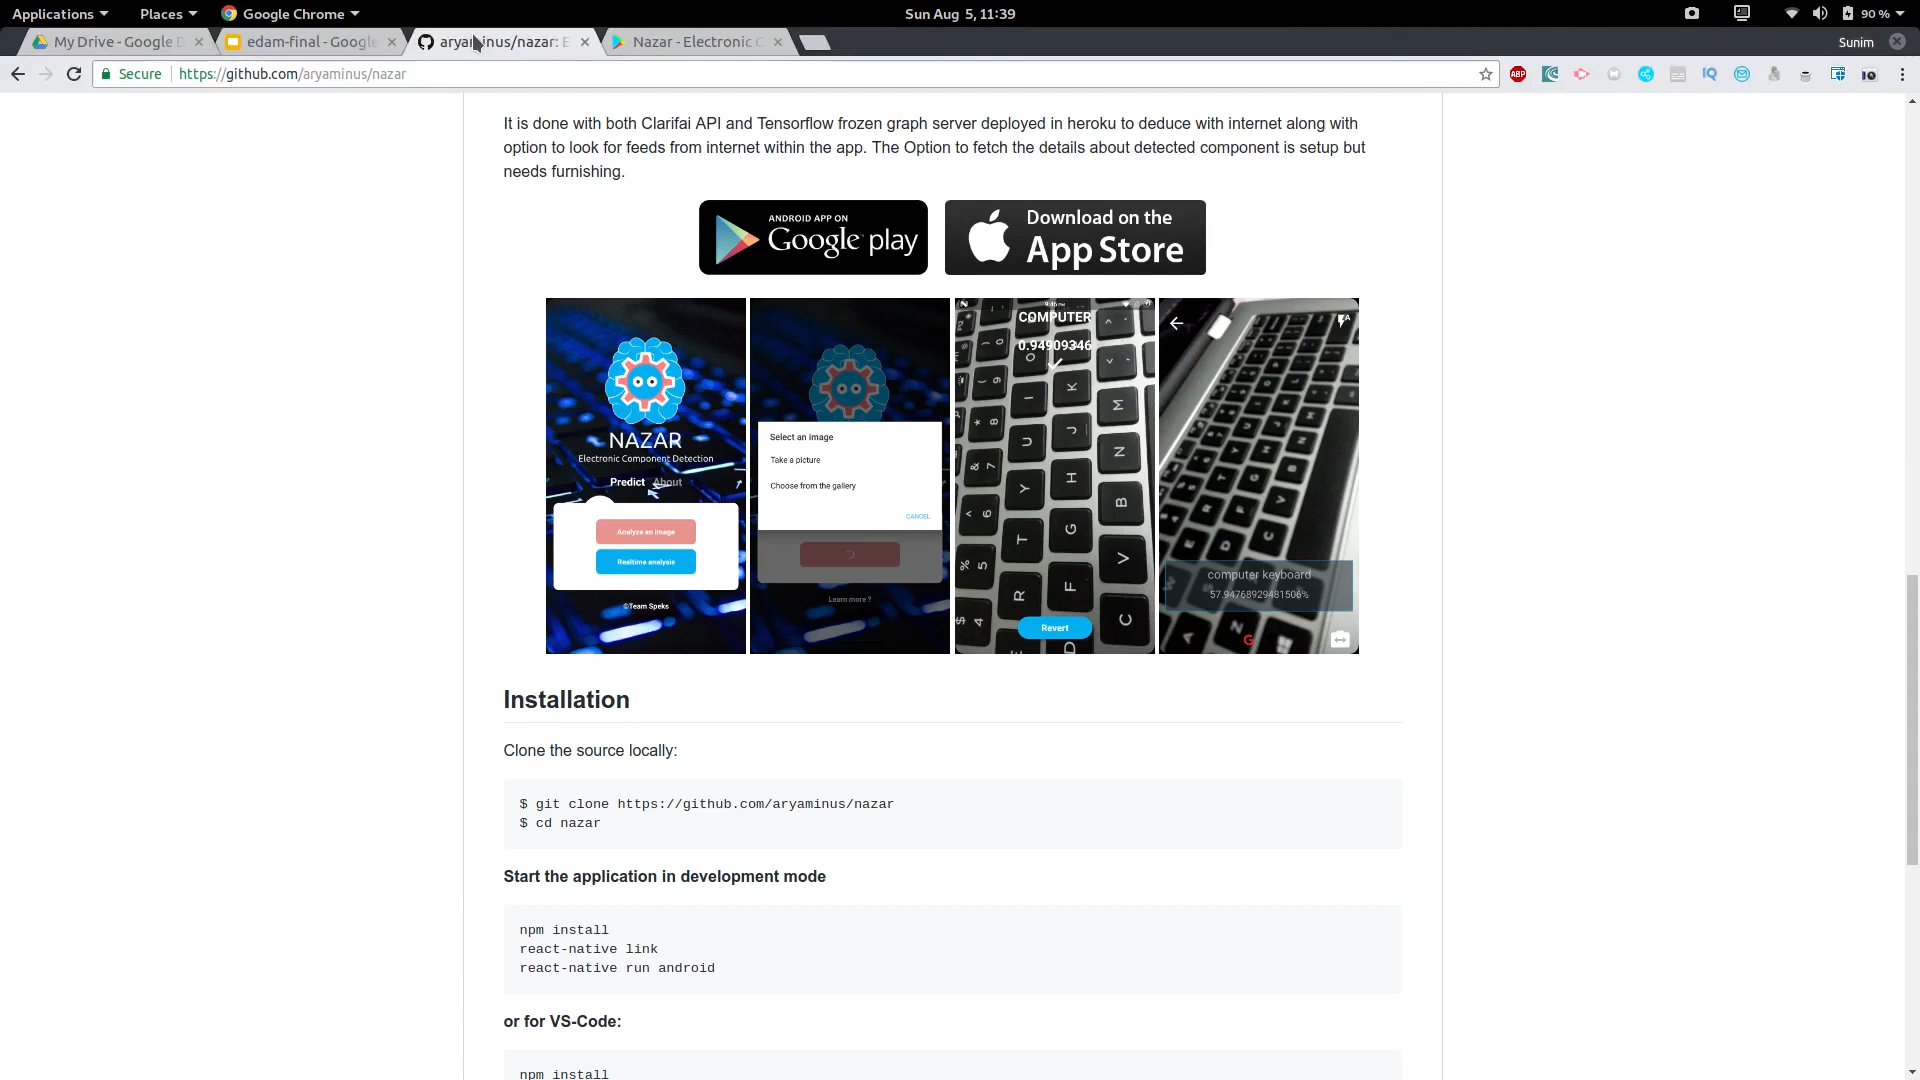 Applications Places Google Chrome Sun Aug 5, 11:39 90 %
My Drive - Google D edam-final - Google aryaminus/nazar: E Nazar - Electronic C Sunim
Secure https://github.com/aryaminus/nazar ABP IQ
It is done with both Clarifai API and Tensorflow frozen graph server deployed in heroku to deduce with internet along with
option to look for feeds from internet within the app. The Option to fetch the details about detected component is setup but
needs furnishing.
ANDROID APP ON
Google play
Download on the
App Store
NAZAR
Electronic Component Detection
Predict About
Analyze an image
Realtime analysis
©Team Speks
Select an image
Take a picture
Choose from the gallery
CANCEL
Learn more ?
COMPUTER
0.94909346
Revert
computer keyboard
57.94768929481506%
Installation
Clone the source locally:
$ git clone https://github.com/aryaminus/nazar
$ cd nazar
Start the application in development mode
npm install
react-native link
react-native run android
or for VS-Code:
npm install